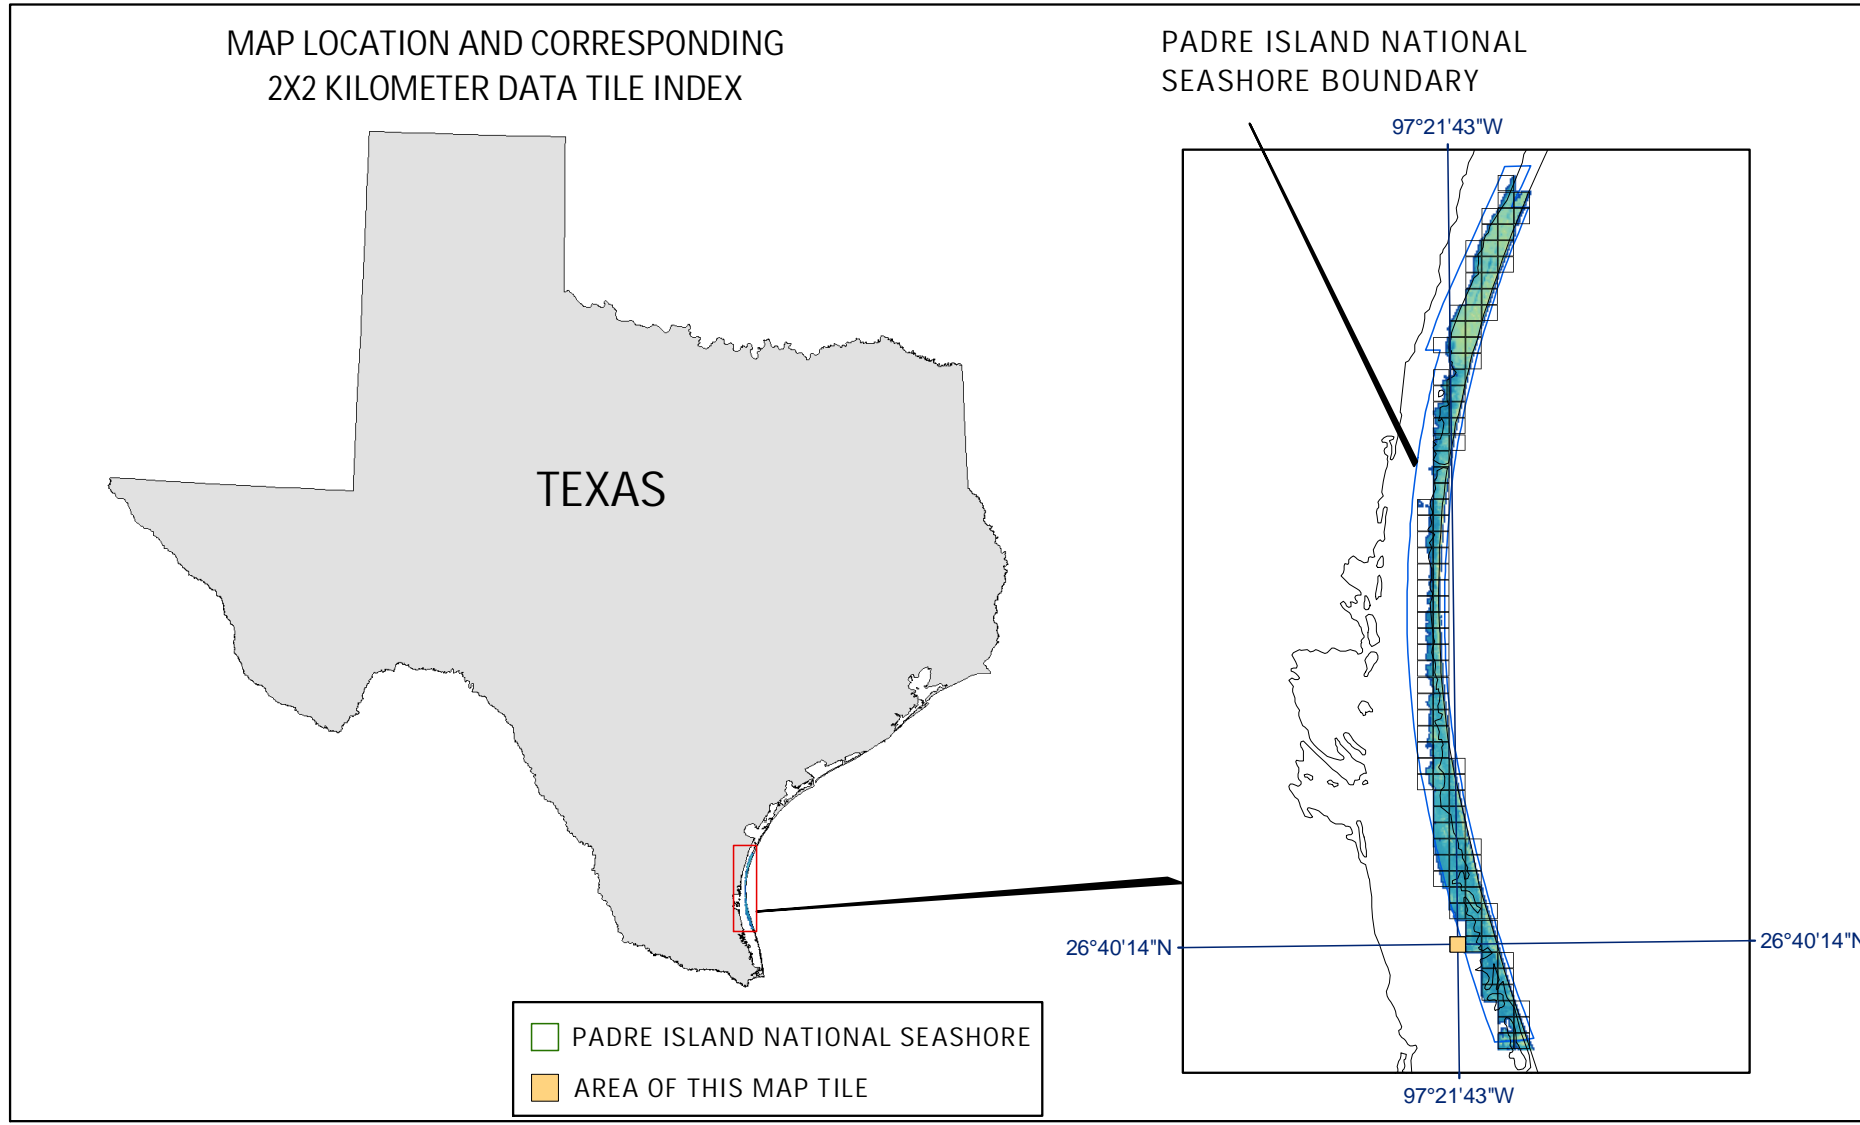 MAP LOCATION AND CORRESPONDING
2X2 KILOMETER DATA TILE INDEX
PADRE ISLAND NATIONAL
SEASHORE BOUNDARY
97°21'43"W
TEXAS
26°40'14"N
26°40'14"N
97°21'43"W
PADRE ISLAND NATIONAL SEASHORE
AREA OF THIS MAP TILE